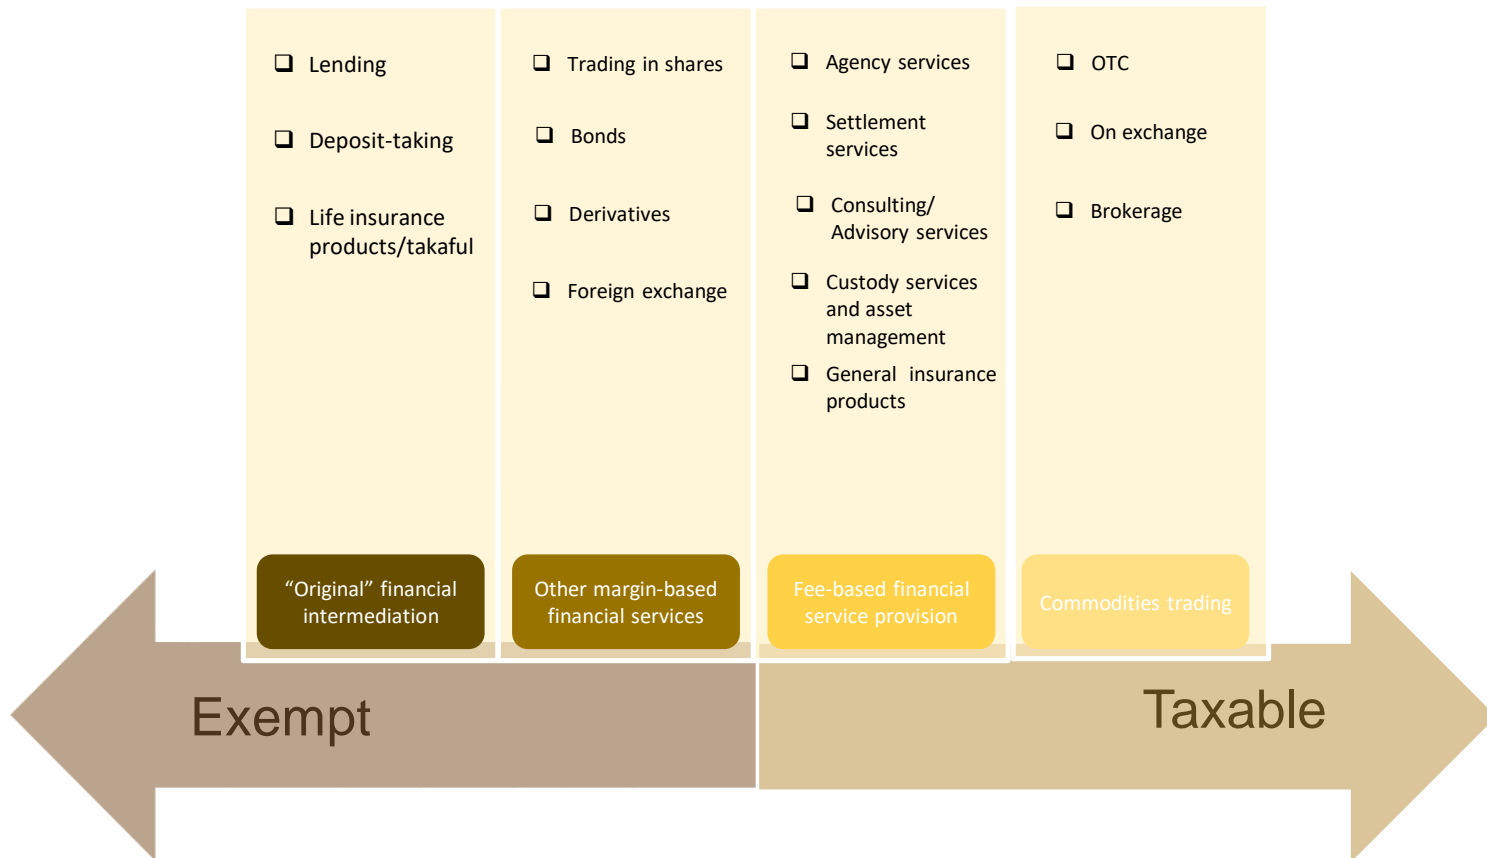 Lending
Deposit-taking
Life insurance
products/takaful
Trading in shares
Bonds
Derivatives
Foreign exchange
Agency services
Settlement
services
Consulting/
Advisory services
Custody services
and asset
management
General insurance
products
OTC
On exchange
Brokerage
“Original” financial
intermediation
Other margin-based
financial services
Fee-based financial
service provision
Commodities trading
Exempt
Taxable